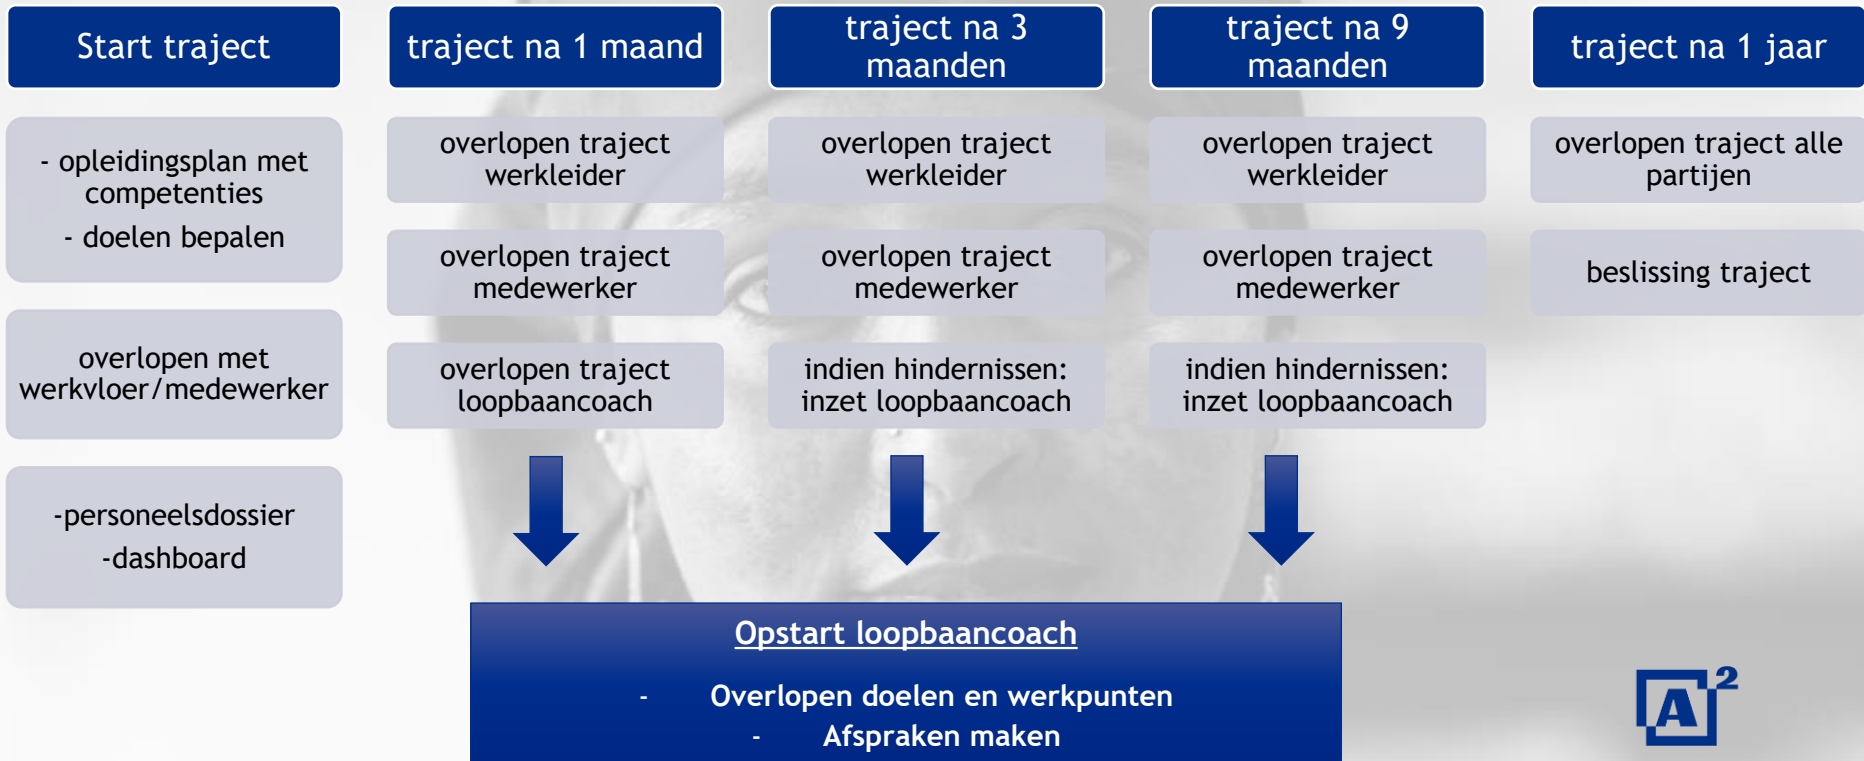 Start traject
- opleidingsplan met
competenties
- doelen bepalen
overlopen met
werkvloer/medewerker
-personeelsdossier
-dashboard
traject na 1 maand
overlopen traject
werkleider
overlopen traject
medewerker
overlopen traject
loopbaancoach
traject na 3
maanden
overlopen traject
werkleider
overlopen traject
medewerker
indien hindernissen:
inzet loopbaancoach
traject na 9
maanden
overlopen traject
werkleider
overlopen traject
medewerker
indien hindernissen:
inzet loopbaancoach
traject na 1 jaar
overlopen traject alle
partijen
beslissing traject
Opstart loopbaancoach
- Overlopen doelen en werkpunten
- Afspraken maken
A²